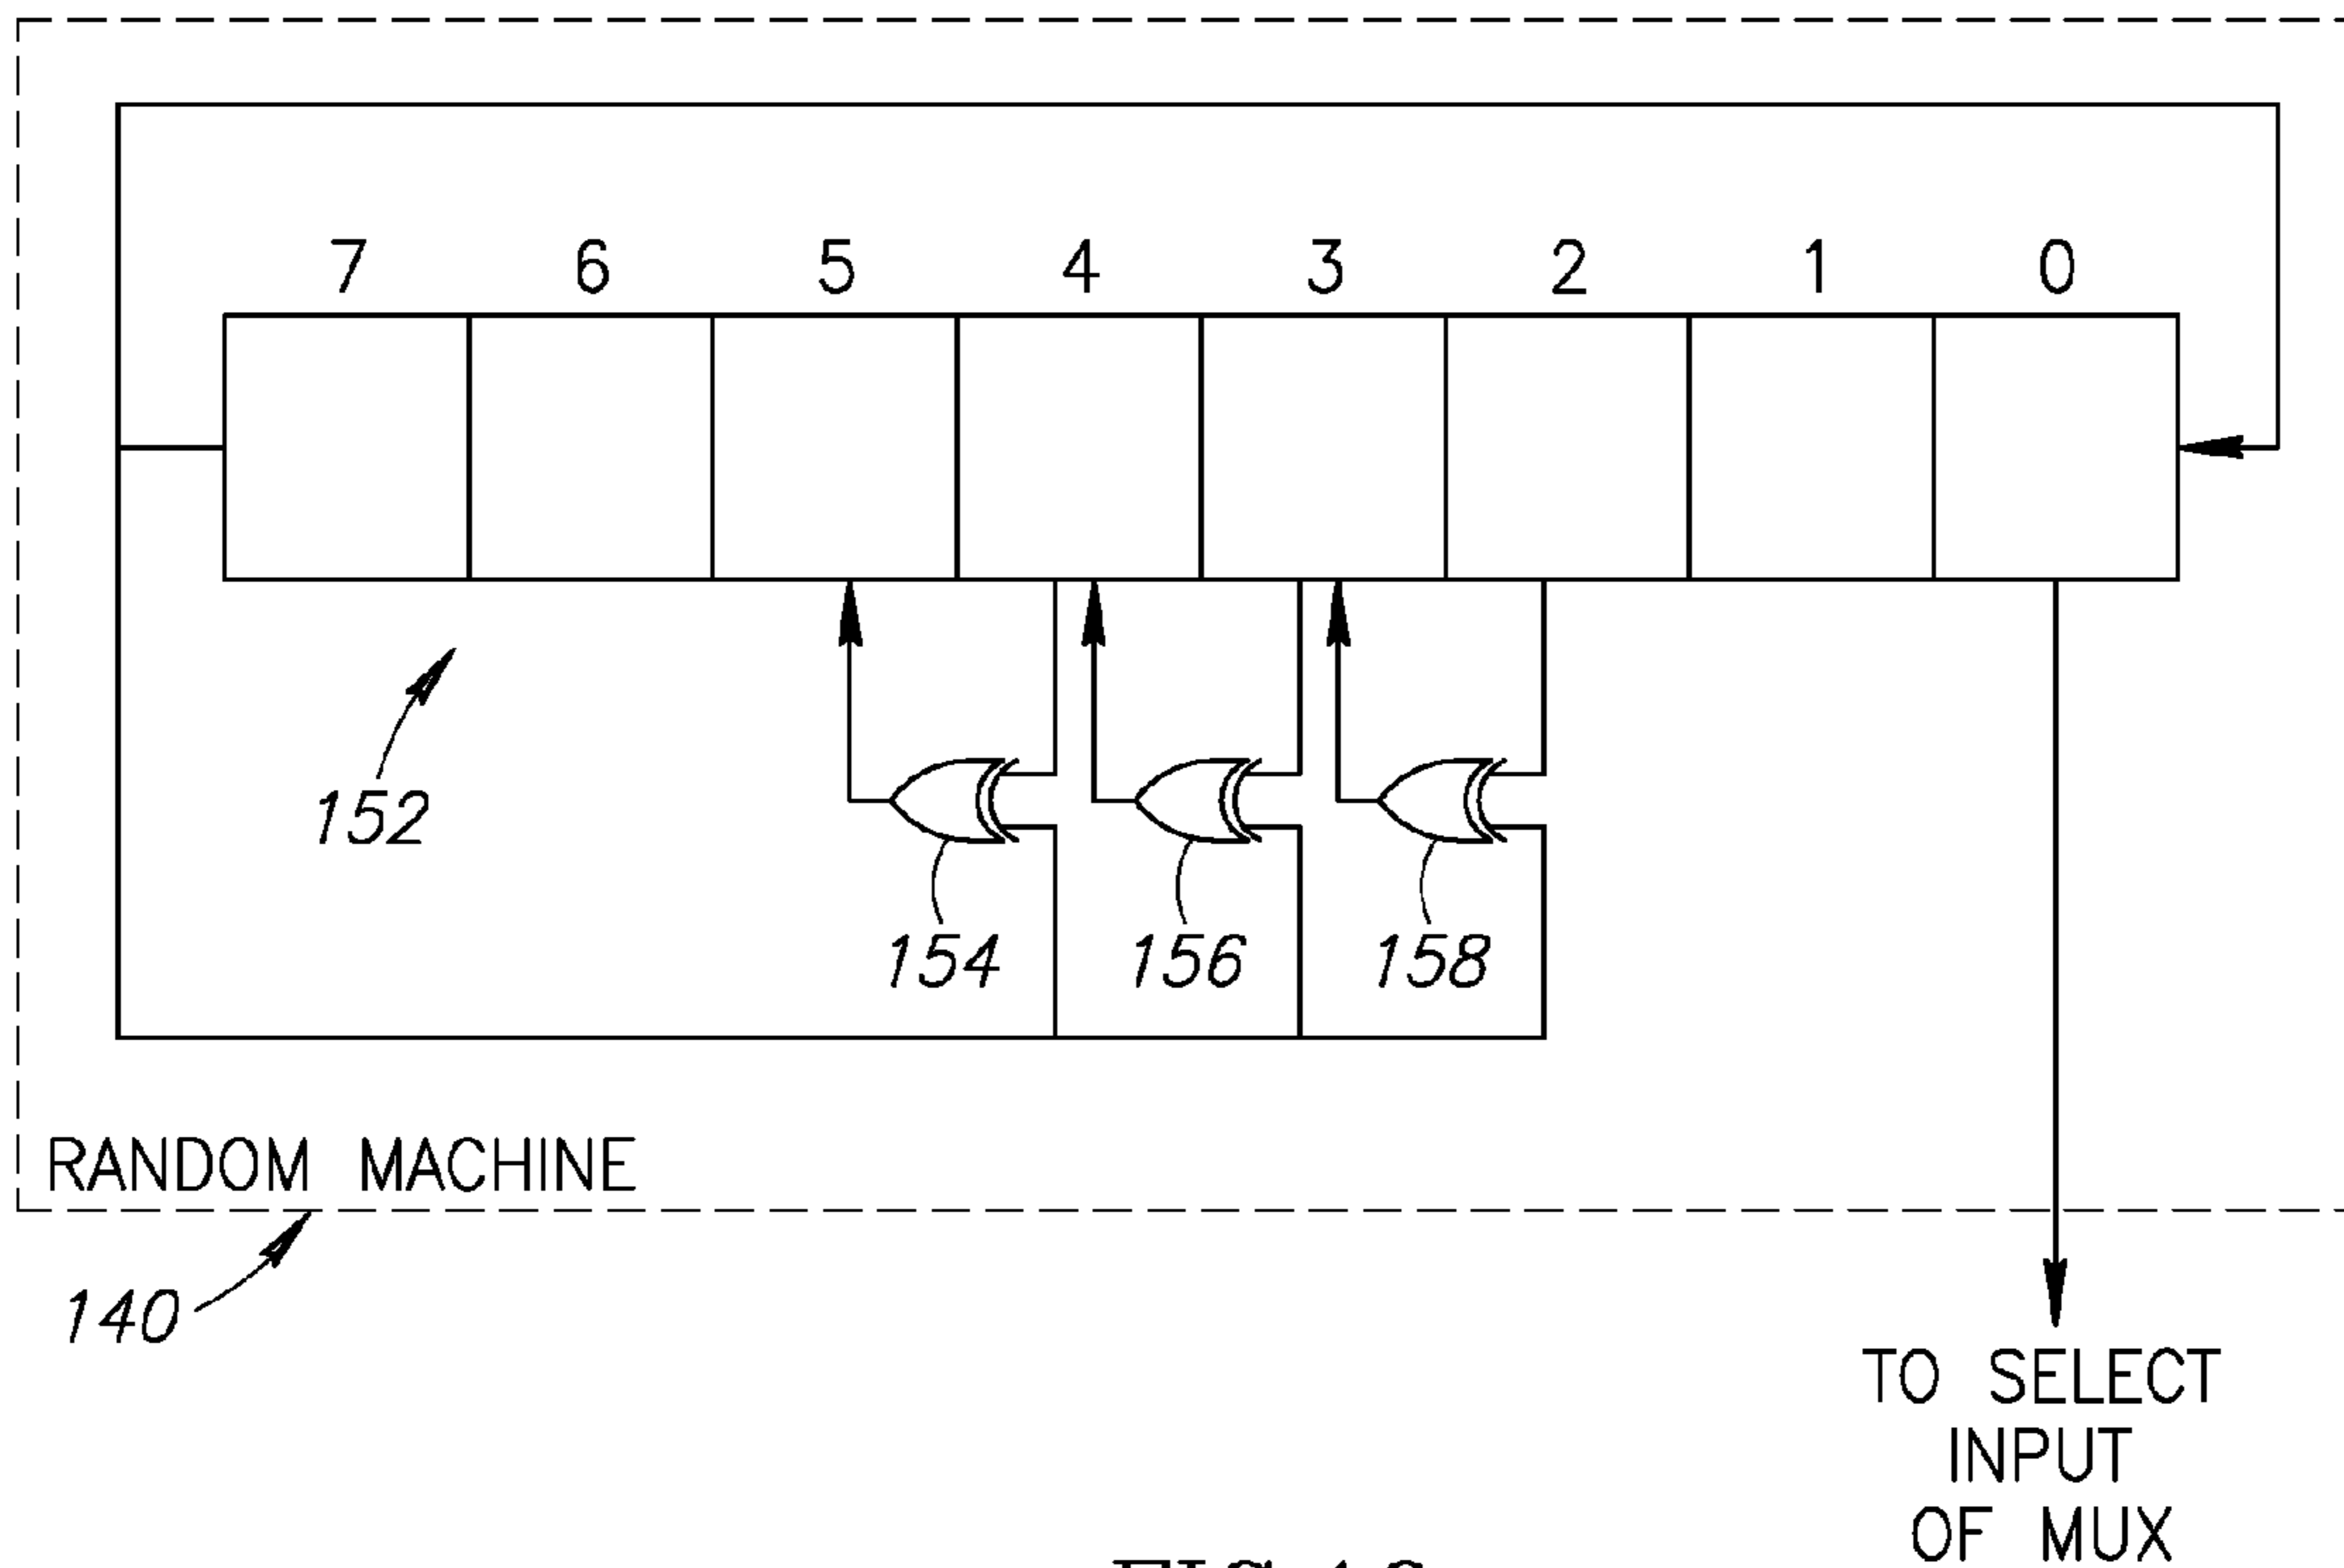 7 6 5 4 3 2 1 0
152
154 156 158
RANDOM MACHINE
140
TO SELECT
INPUT
OF MUX